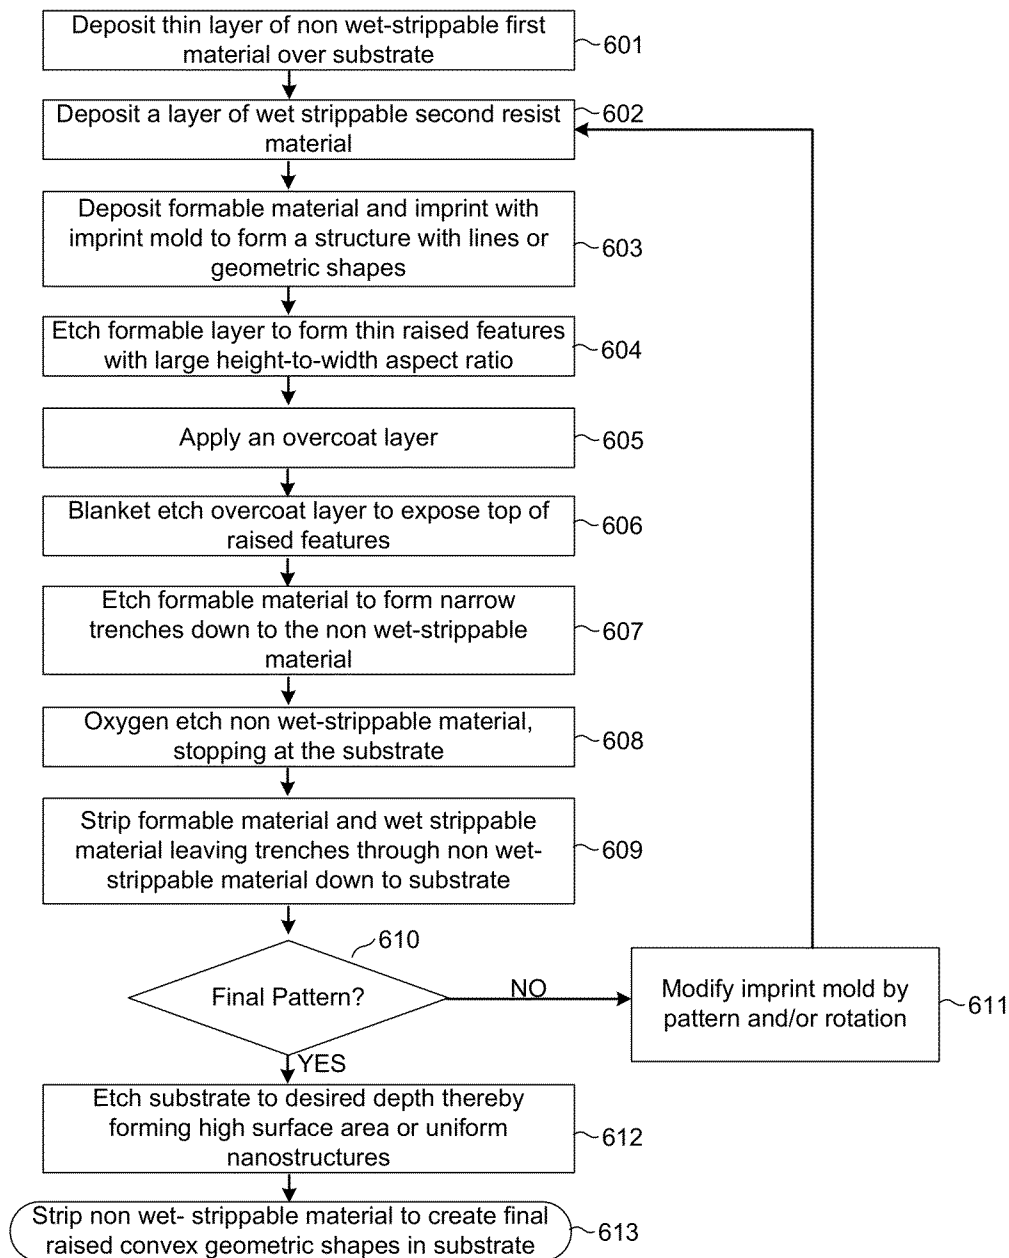 Deposit thin layer of non wet-strippable first
material over substrate
601
Deposit a layer of wet strippable second resist
material
602
Deposit formable material and imprint with
imprint mold to form a structure with lines or
geometric shapes
603
Etch formable layer to form thin raised features
with large height-to-width aspect ratio
604
Apply an overcoat layer
605
Blanket etch overcoat layer to expose top of
raised features
606
Etch formable material to form narrow
trenches down to the non wet-strippable
material
607
Oxygen etch non wet-strippable material,
stopping at the substrate
608
Strip formable material and wet strippable
material leaving trenches through non wet-
strippable material down to substrate
609
610
Final Pattern?
NO
Modify imprint mold by
pattern and/or rotation
611
YES
Etch substrate to desired depth thereby
forming high surface area or uniform
nanostructures
612
Strip non wet- strippable material to create final
raised convex geometric shapes in substrate
613